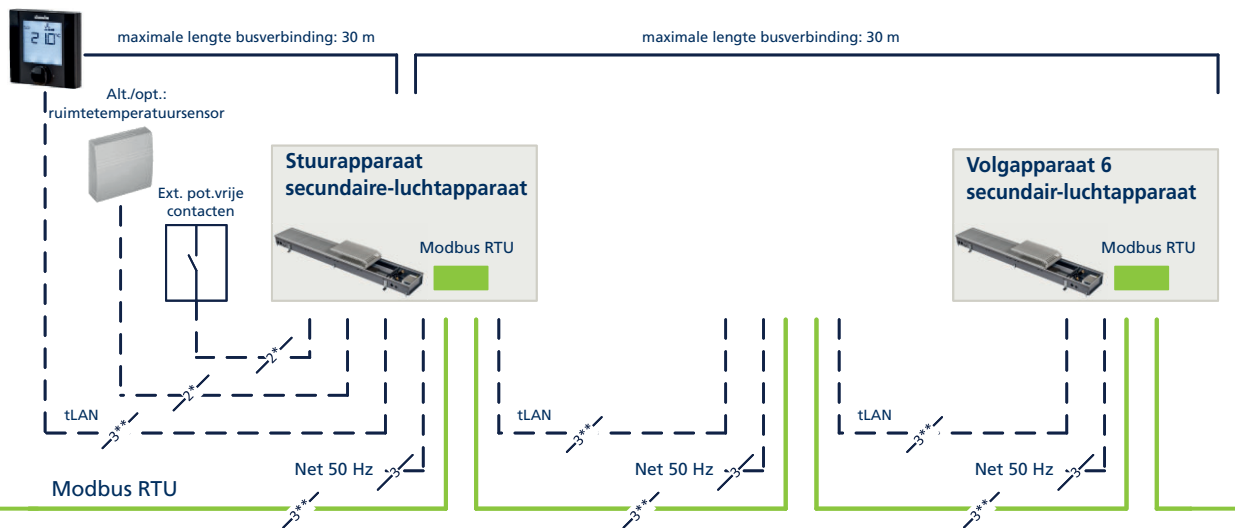 maximale lengte busverbinding: 30 m
maximale lengte busverbinding: 30 m
21.0°C
Alt./opt.:
ruimtetemperatuursensor
Ext. pot.vrije
contacten
Stuurapparaat
secundaire-luchtapparaat
Modbus RTU
Volgapparaat 6
secundair-luchtapparaat
Modbus RTU
2*
2*
tLAN
3**
tLAN
3**
tLAN
3**
Net 50 Hz
3
Net 50 Hz
3
Net 50 Hz
3
Modbus RTU
3**
3**
3**